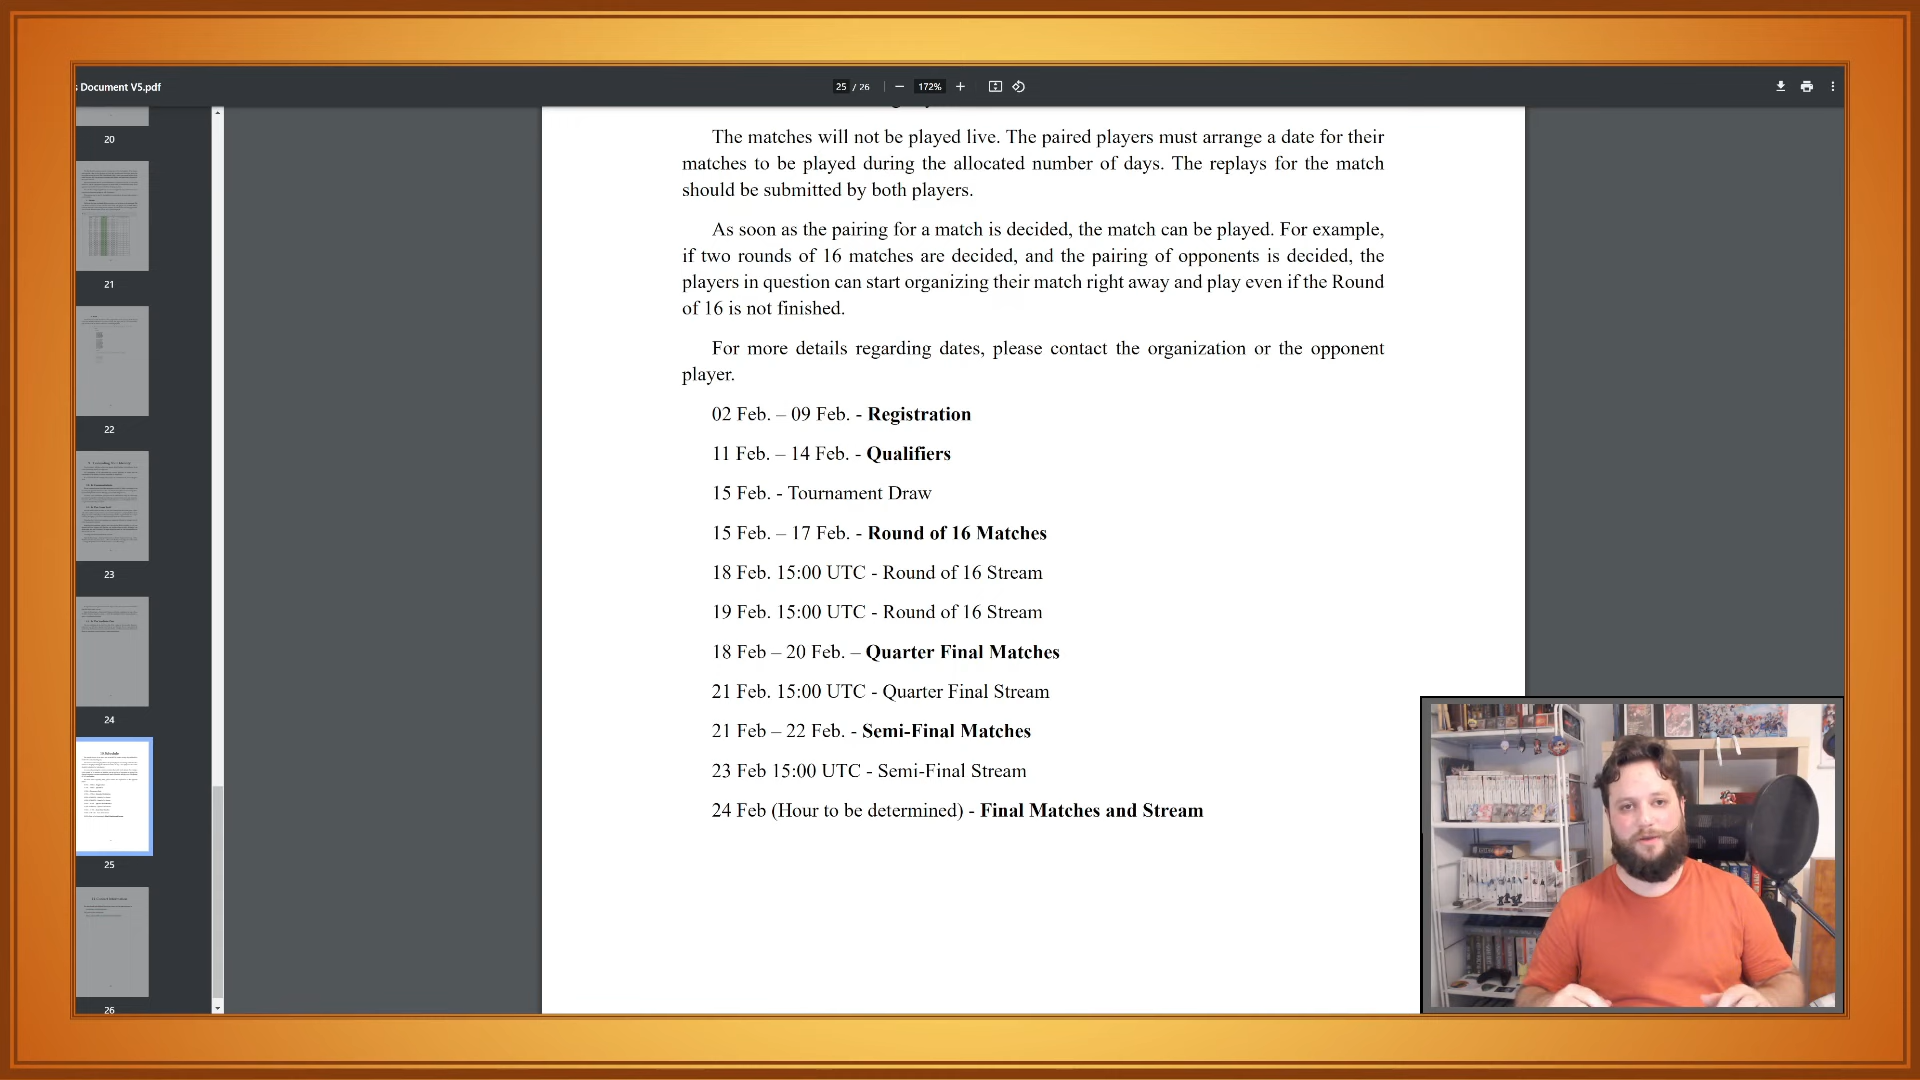 Document V5.pdf
25 / 26
172%
20
21
22
23
24
25
26
The matches will not be played live. The paired players must arrange a date for their
matches to be played during the allocated number of days. The replays for the match
should be submitted by both players.
As soon as the pairing for a match is decided, the match can be played. For example,
if two rounds of 16 matches are decided, and the pairing of opponents is decided, the
players in question can start organizing their match right away and play even if the Round
of 16 is not finished.
For more details regarding dates, please contact the organization or the opponent
player.
02 Feb. – 09 Feb. - Registration
11 Feb. – 14 Feb. - Qualifiers
15 Feb. - Tournament Draw
15 Feb. – 17 Feb. - Round of 16 Matches
18 Feb. 15:00 UTC - Round of 16 Stream
19 Feb. 15:00 UTC - Round of 16 Stream
18 Feb – 20 Feb. – Quarter Final Matches
21 Feb. 15:00 UTC - Quarter Final Stream
21 Feb – 22 Feb. - Semi-Final Matches
23 Feb 15:00 UTC - Semi-Final Stream
24 Feb (Hour to be determined) - Final Matches and Stream